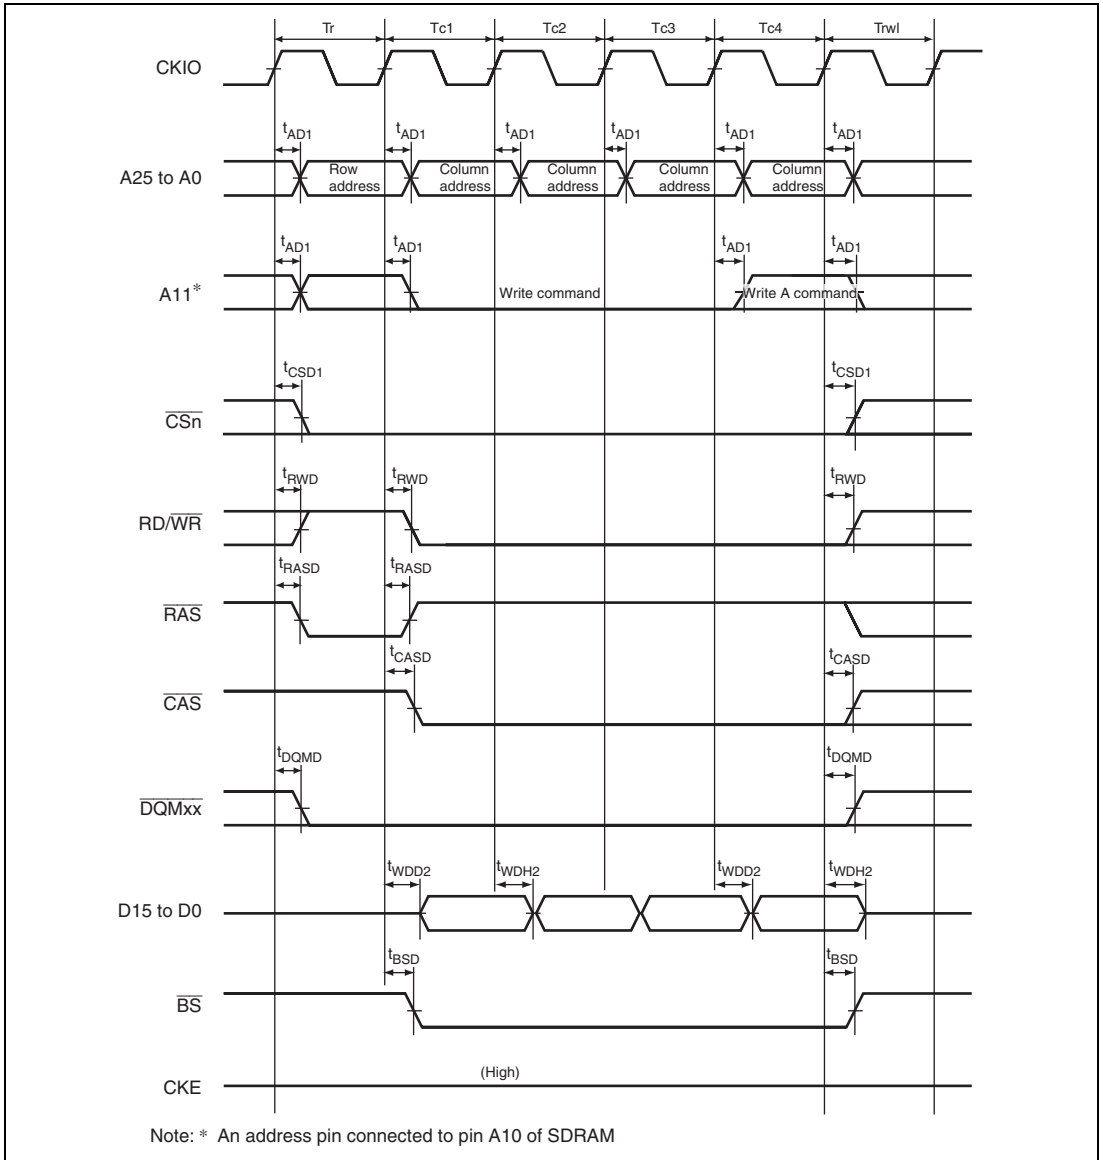 Tr Tc1 Tc2 Tc3 Tc4 Trwl
CKIO
tAD1 tAD1 tAD1 tAD1 tAD1 tAD1
A25 to A0
Row address
Column address
Column address
Column address
Column address
tAD1 tAD1 tAD1 tAD1
A11*
Write command
Write A command
tCSD1 tCSD1
CSn
tRWD tRWD tRWD
RD/WR
tRASD tRASD
RAS
tCASD tCASD
CAS
tDQMD tDQMD
DQMxx
tWDD2 tWDH2 tWDD2 tWDH2
D15 to D0
tBSD tBSD
BS
(High)
CKE
Note: * An address pin connected to pin A10 of SDRAM